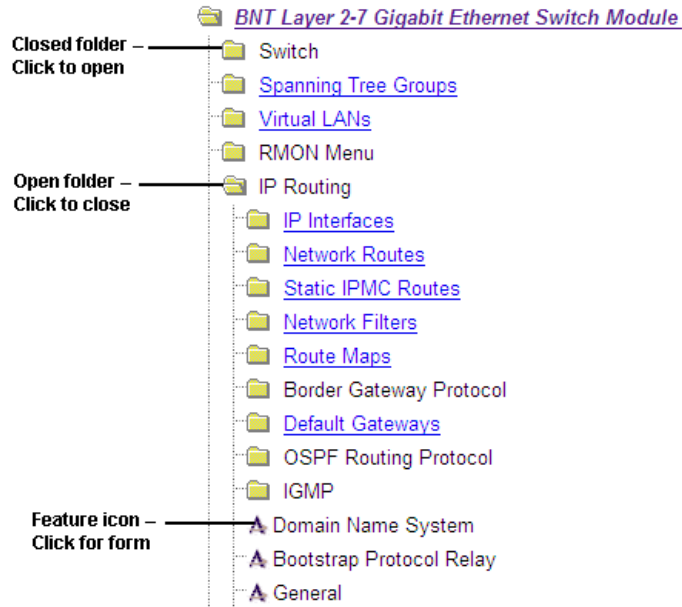 BNT Layer 2-7 Gigabit Ethernet Switch Module
Closed folder –
Click to open
Switch
Spanning Tree Groups
Virtual LANs
RMON Menu
Open folder –
Click to close
IP Routing
IP Interfaces
Network Routes
Static IPMC Routes
Network Filters
Route Maps
Border Gateway Protocol
Default Gateways
OSPF Routing Protocol
IGMP
Feature icon –
Click for form
Domain Name System
Bootstrap Protocol Relay
General